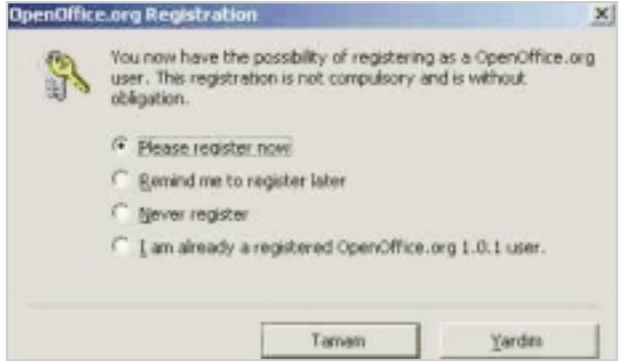 OpenOffice.org Registration
You now have the possibility of registering as a OpenOffice.org
user. This registration is not compulsory and is without
obligation.
Please register now
Remind me to register later
Never register
I am already a registered OpenOffice.org 1.0.1 user.
Tamam
Yardım